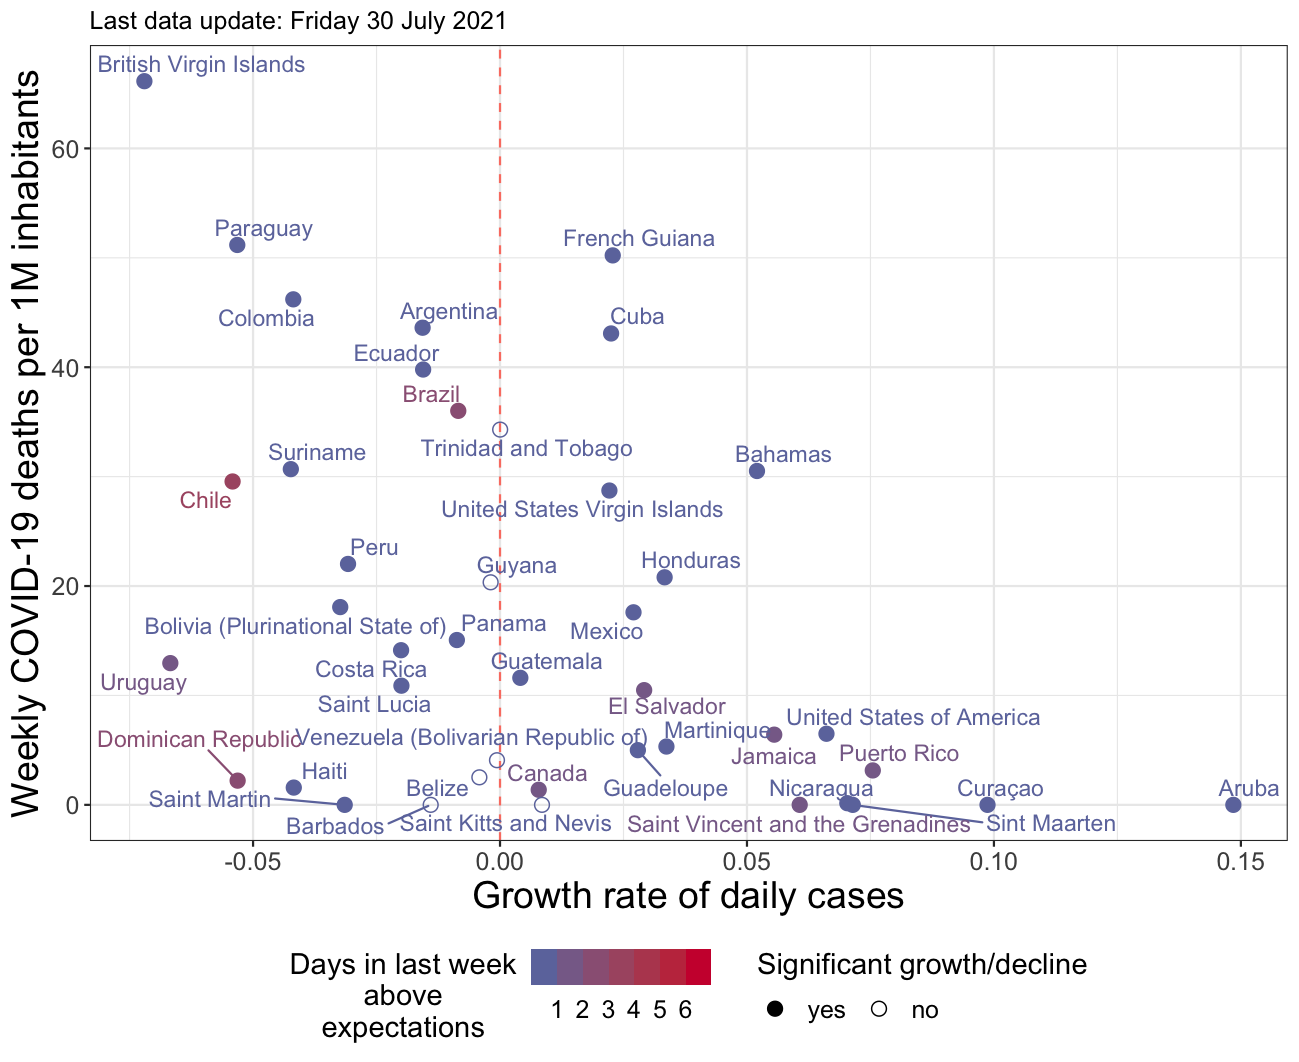 Last data update: Friday 30 July 2021
Weekly COVID-19 deaths per 1M inhabitants
60
40
20
0
British Virgin Islands
Paraguay
French Guiana
Colombia
Argentina
Cuba
Ecuador
Brazil
Trinidad and Tobago
Suriname
Bahamas
Chile
United States Virgin Islands
Peru
Guyana
Honduras
Bolivia (Plurinational State of)
Panama
Mexico
Costa Rica
Guatemala
Uruguay
Saint Lucia
El Salvador
United States of America
Dominican Republic
Venezuela (Bolivarian Republic of)
Martinique
Jamaica
Puerto Rico
Haiti
Canada
Saint Martin
Belize
Guadeloupe
Nicaragua
Curaçao
Aruba
Barbados
Saint Kitts and Nevis
Saint Vincent and the Grenadines
Sint Maarten
-0.05
0.00
0.05
0.10
0.15
Growth rate of daily cases
Days in last week
above
expectations
1 2 3 4 5 6
Significant growth/decline
yes
no